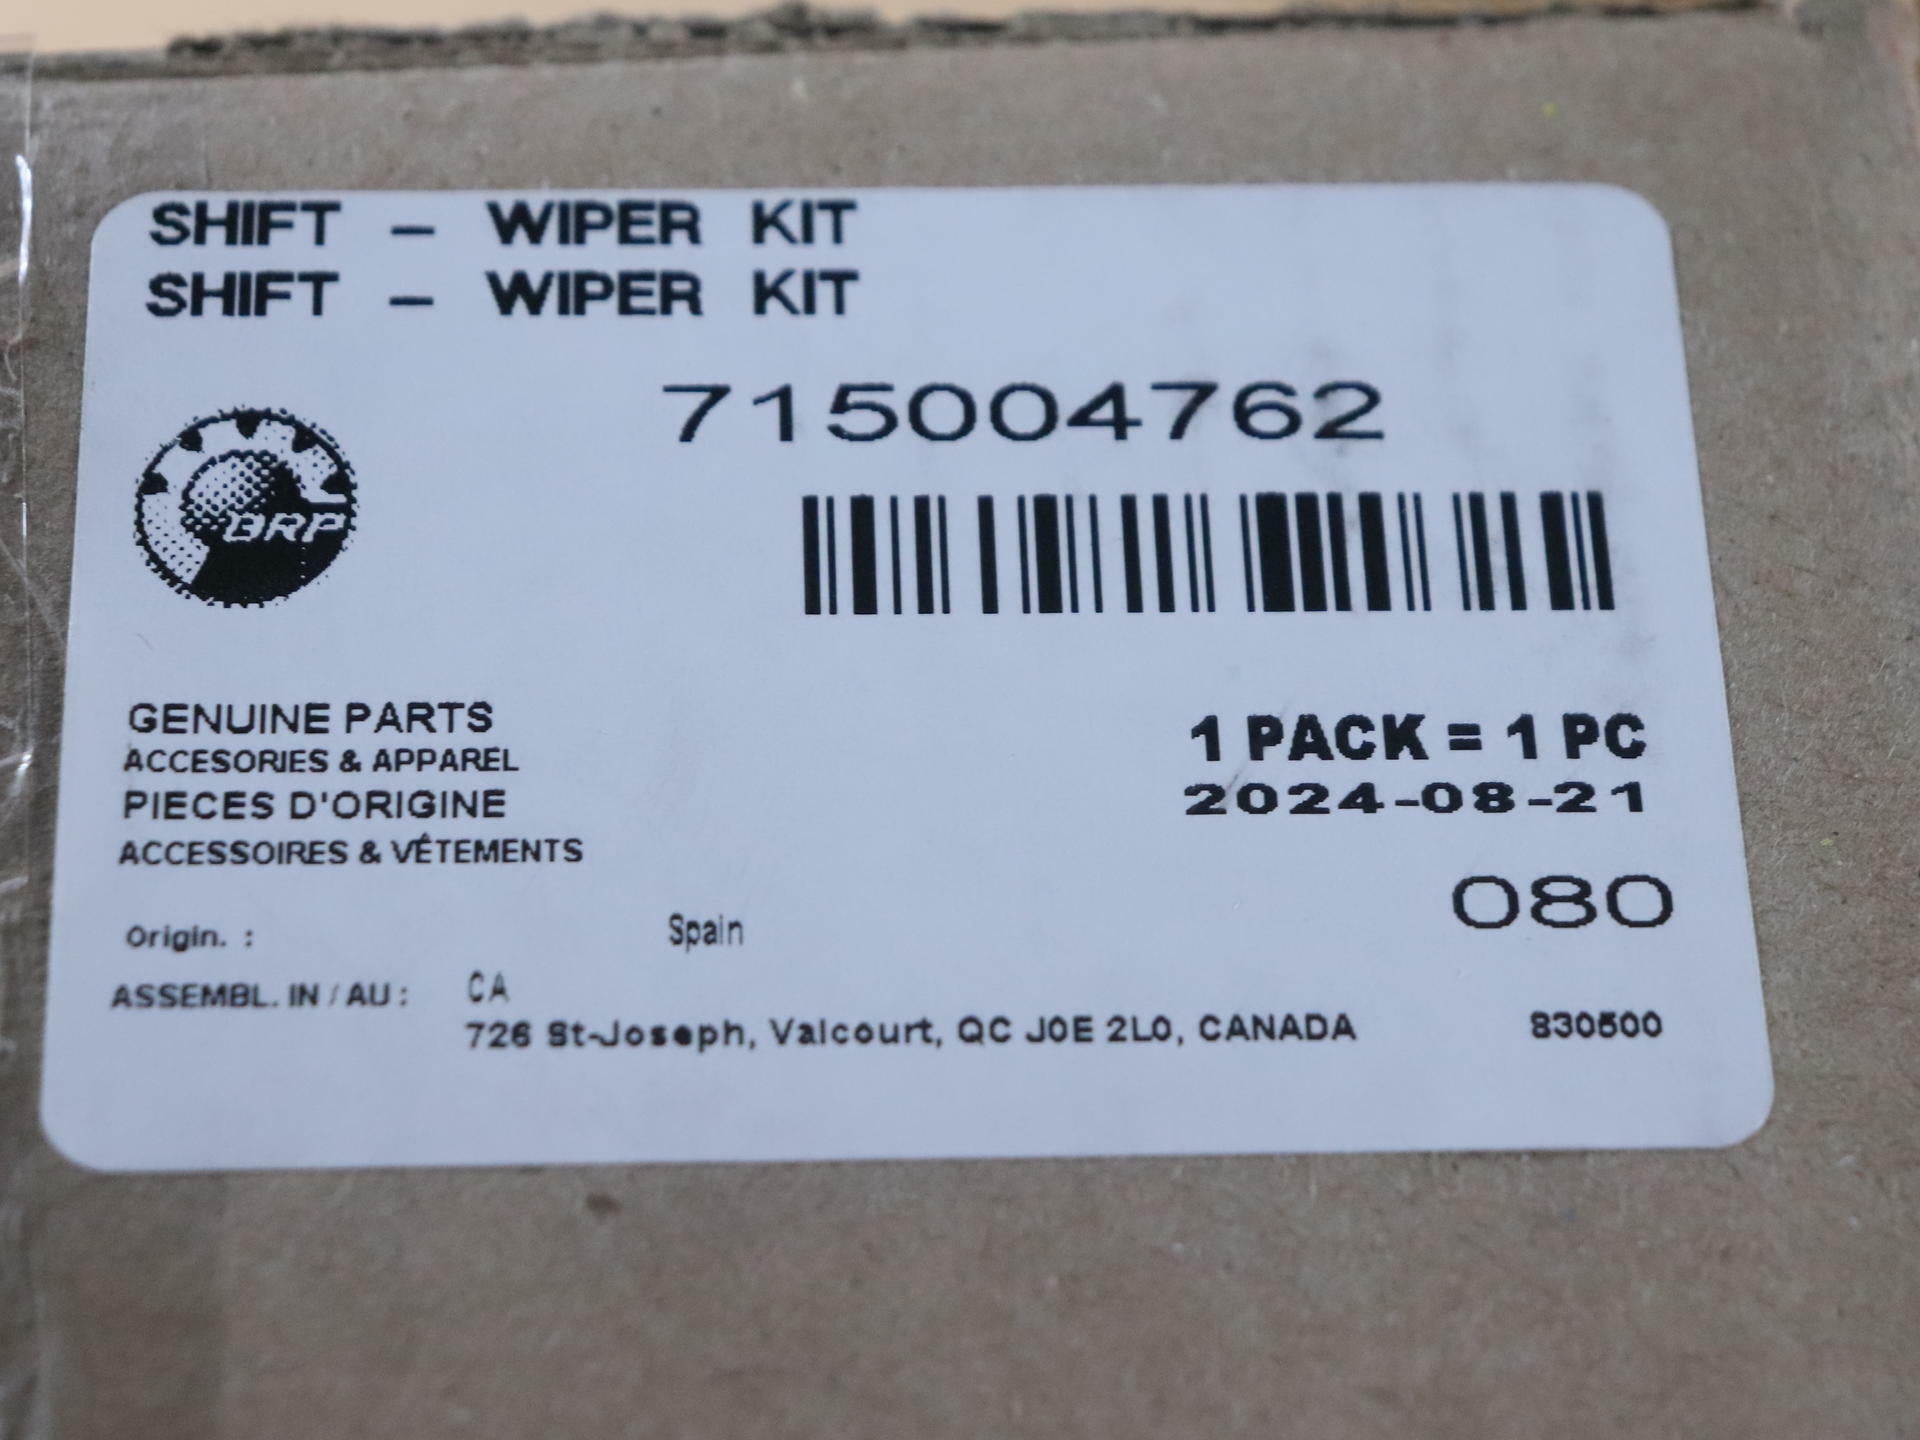 SHIFT - WIPER KIT
SHIFT - WIPER KIT
715004762
BRP
GENUINE PARTS
ACCESORIES & APPAREL
PIECES D'ORIGINE
ACCESSOIRES & VÊTEMENTS
1 PACK = 1 PC
2024-08-21
080
Origin. : Spain
ASSEMBL. IN / AU : CA
726 St-Joseph, Valcourt, QC J0E 2L0, CANADA
830500